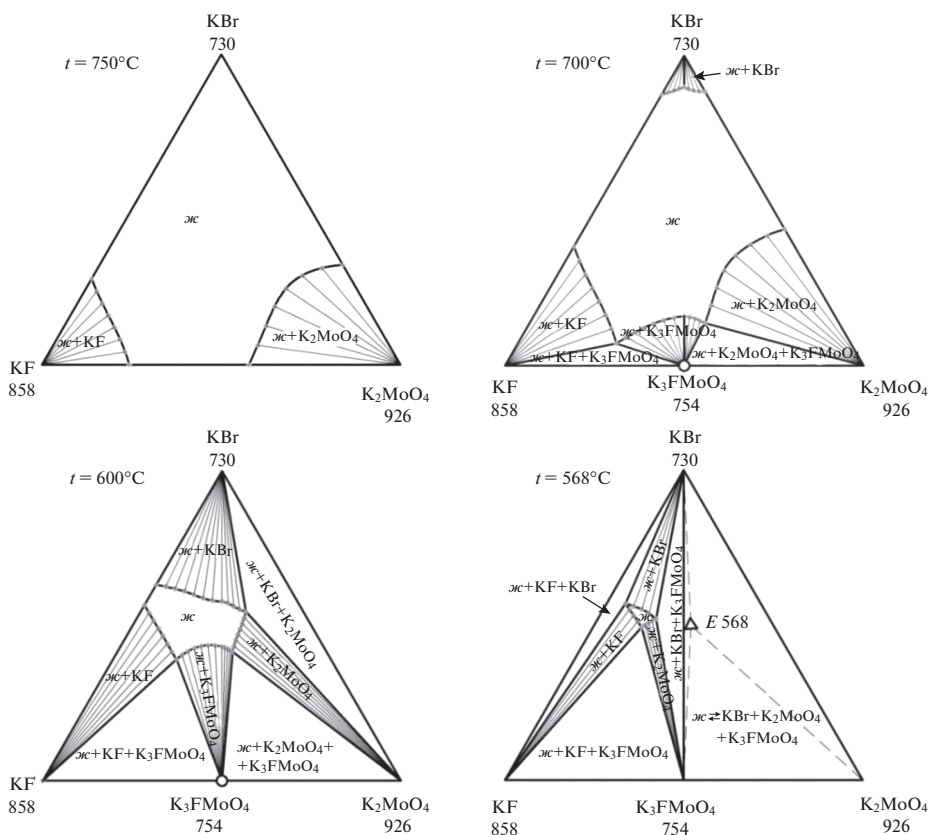 KBr
730
t = 750°C
ж
ж+KF
ж+K₂MoO₄
KF
858
K₂MoO₄
926
KBr
730
t = 700°C
ж+KBr
ж
ж+K₂MoO₄
ж+KF
ж+K₃FMoO₄
ж+KF+K₃FMoO₄
ж+K₂MoO₄+K₃FMoO₄
KF
858
K₃FMoO₄
754
K₂MoO₄
926
KBr
730
t = 600°C
ж+KBr
ж+KBr+K₂MoO₄
ж
ж+K₂MoO₄
ж+KF
ж+K₃FMoO₄
ж+KF+K₃FMoO₄
ж+K₂MoO₄+
+K₃FMoO₄
KF
858
K₃FMoO₄
754
K₂MoO₄
926
KBr
730
t = 568°C
ж+KBr
ж+KBr+K₃FMoO₄
ж+KF+KBr
ж
E 568
ж+KF
ж+K₂MoO₄
ж⇄KBr+K₂MoO₄
+K₃FMoO₄
ж+KF+K₃FMoO₄
KF
858
K₃FMoO₄
754
K₂MoO₄
926